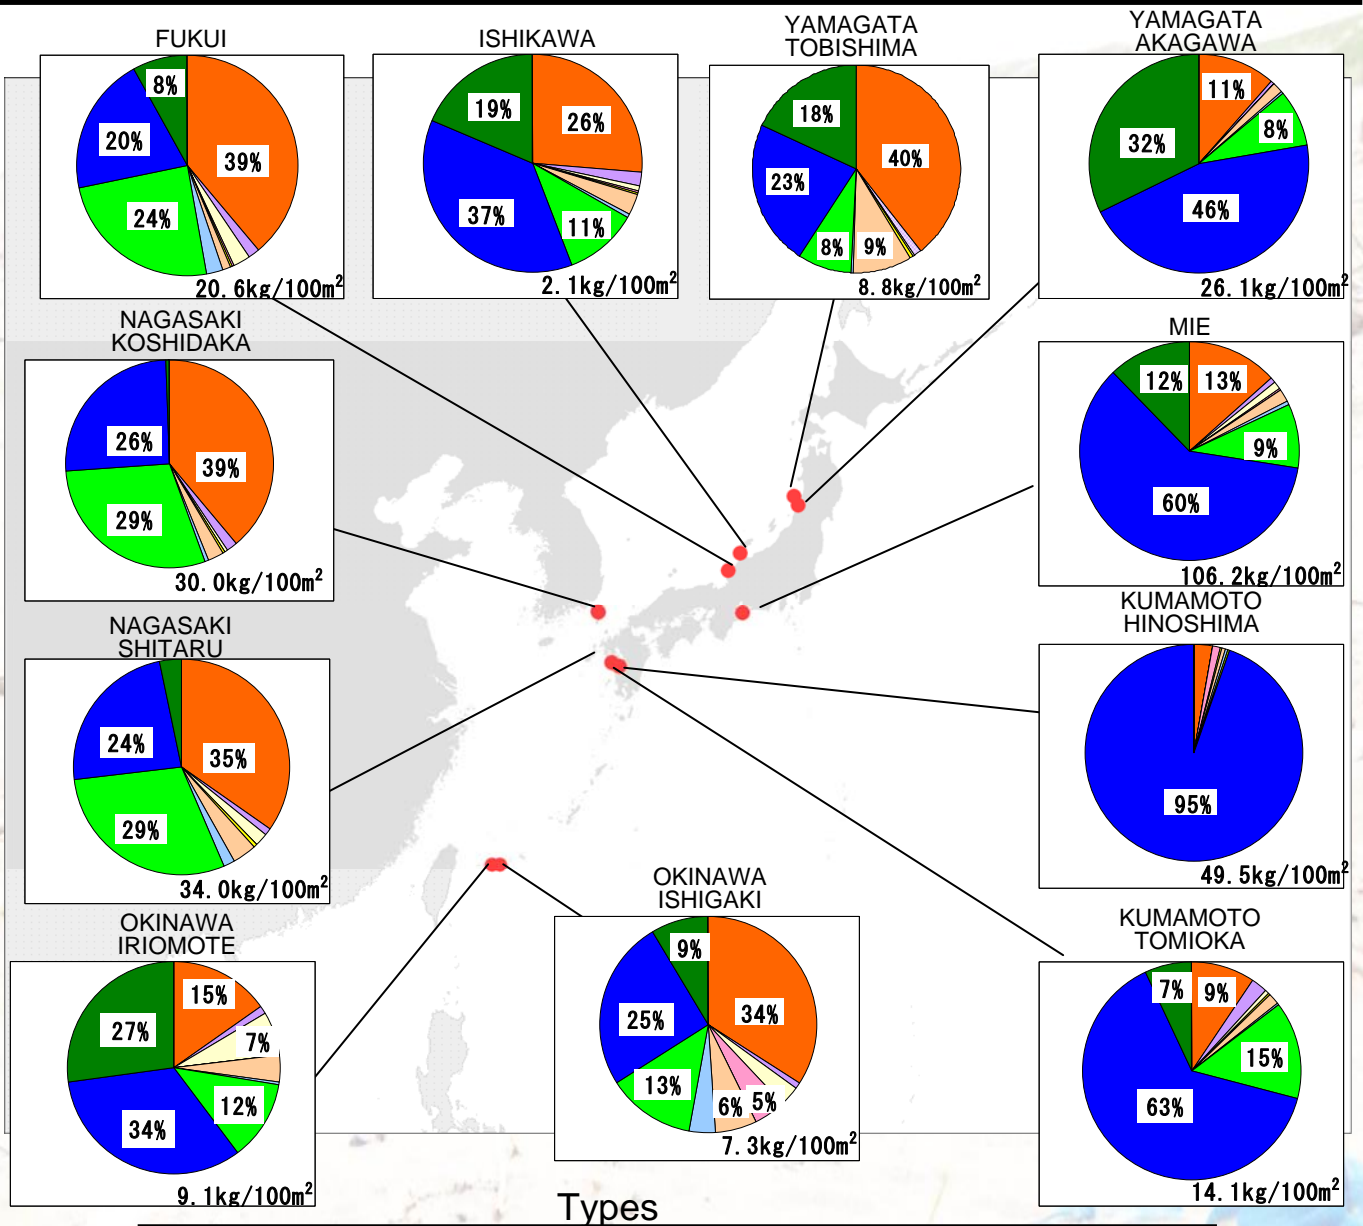 FUKUI
8%
20%
39%
24%
20.6kg/100m²
ISHIKAWA
19%
26%
37%
11%
2.1kg/100m²
YAMAGATA
TOBISHIMA
18%
40%
23%
8%
9%
8.8kg/100m²
YAMAGATA
AKAGAWA
11%
8%
32%
46%
26.1kg/100m²
NAGASAKI
KOSHIDAKA
26%
39%
29%
30.0kg/100m²
MIE
12%
13%
9%
60%
106.2kg/100m²
NAGASAKI
SHITARU
24%
35%
29%
34.0kg/100m²
KUMAMOTO
HINOSHIMA
95%
49.5kg/100m²
OKINAWA
IRIOMOTE
15%
27%
7%
12%
34%
9.1kg/100m²
OKINAWA
ISHIGAKI
9%
25%
34%
13%
6%
5%
7.3kg/100m²
KUMAMOTO
TOMIOKA
7%
9%
15%
63%
14.1kg/100m²
Types